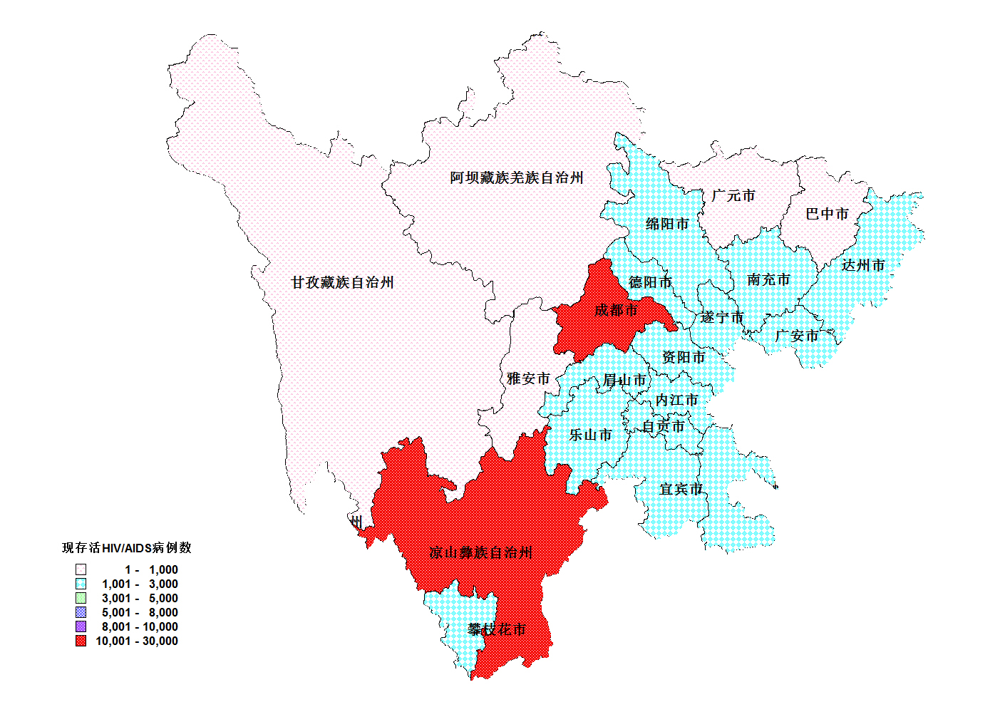 阿坝藏族羌族自治州
广元市
巴中市
绵阳市
达州市
甘孜藏族自治州
德阳市
南充市
成都市
遂宁市
广安市
资阳市
雅安市
眉山市
内江市
自贡市
乐山市
宜宾市
州
凉山彝族自治州
攀枝花市
现存活HIV/AIDS病例数
1 - 1,000
1,001 - 3,000
3,001 - 5,000
5,001 - 8,000
8,001 - 10,000
10,001 - 30,000